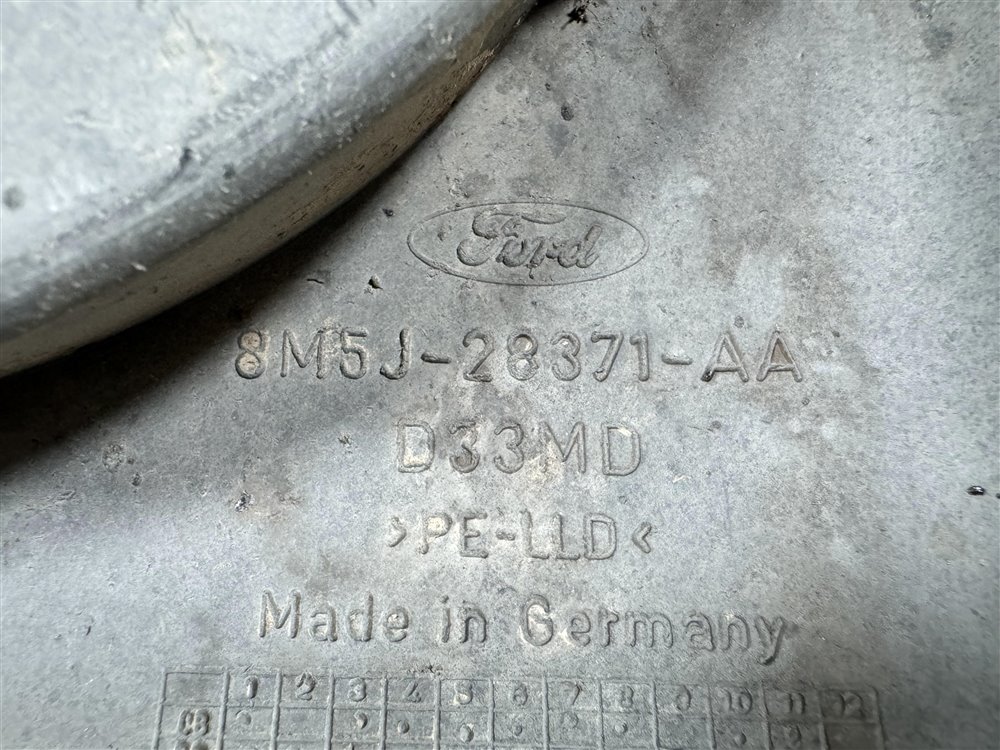 Ford
8M5J-28371-AA
D33MD
>PE-LLD<
Made in Germany
1 2 3 4 5 6 7 8 9 10 11 12
08